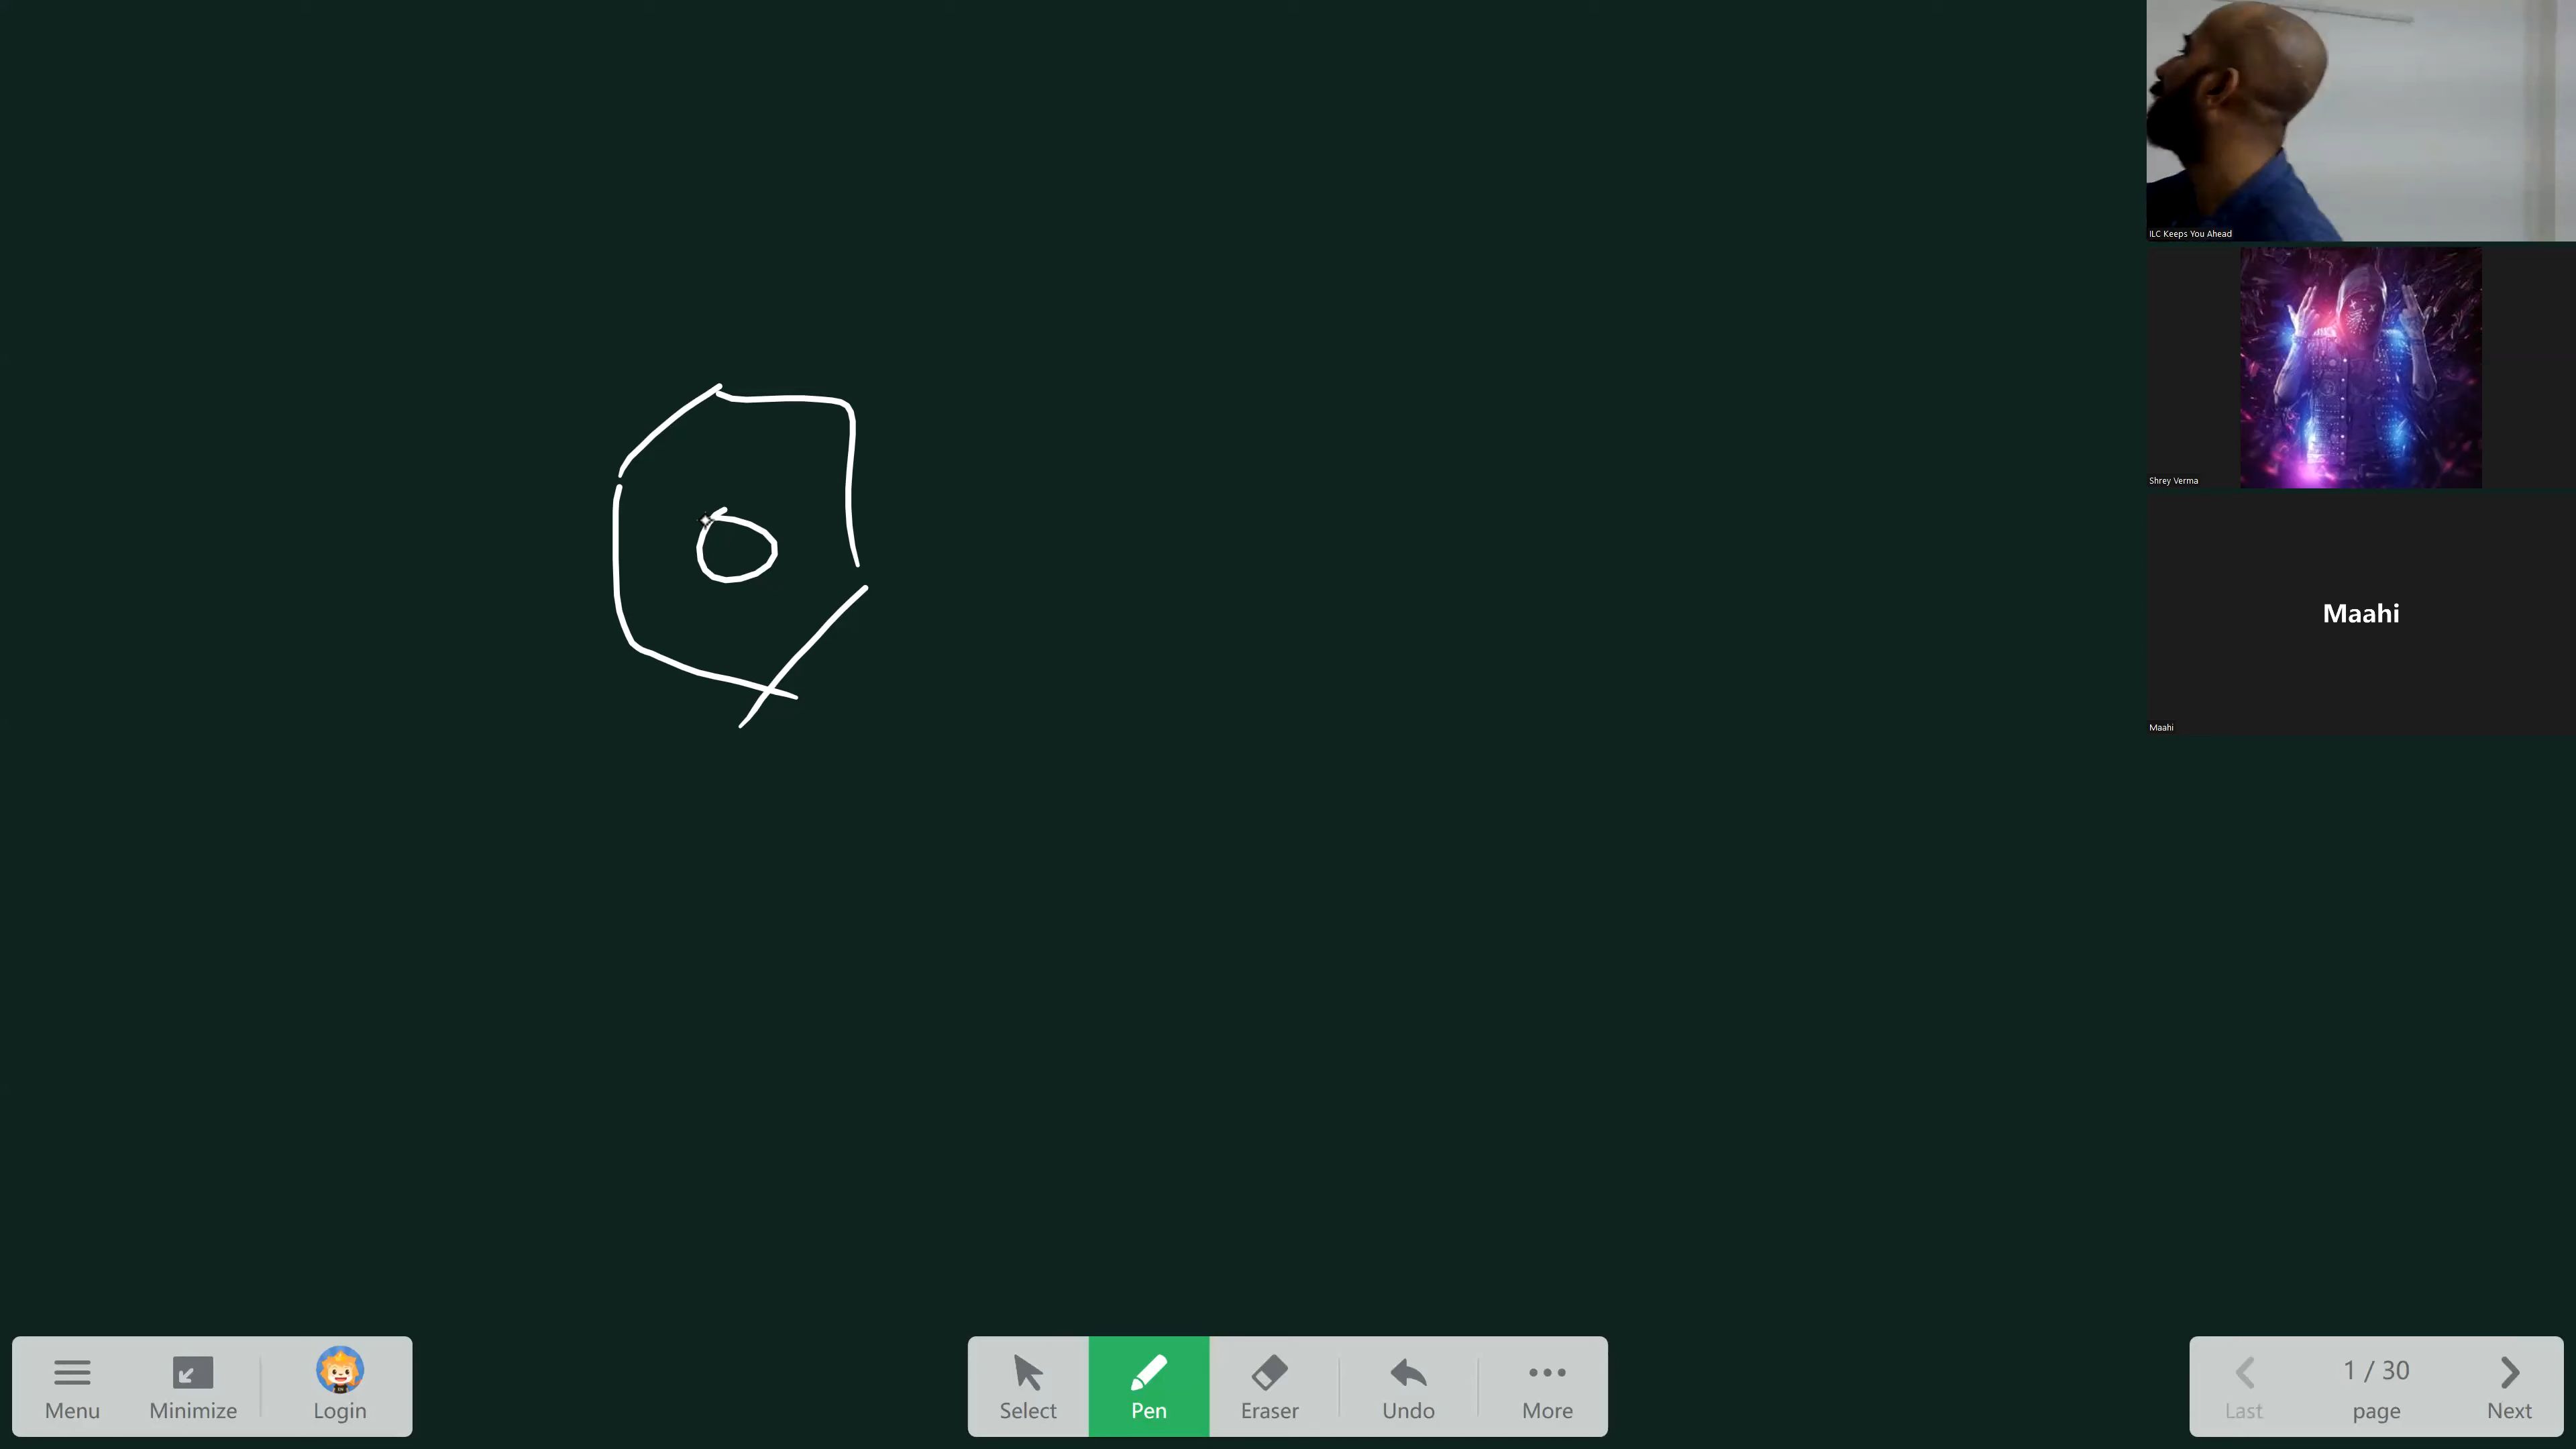 ILC Keeps You Ahead
Shrey Verma
Maahi
Maahi
Menu
Minimize
Login
Select
Pen
Eraser
Undo
More
Last
1 / 30
page
Next